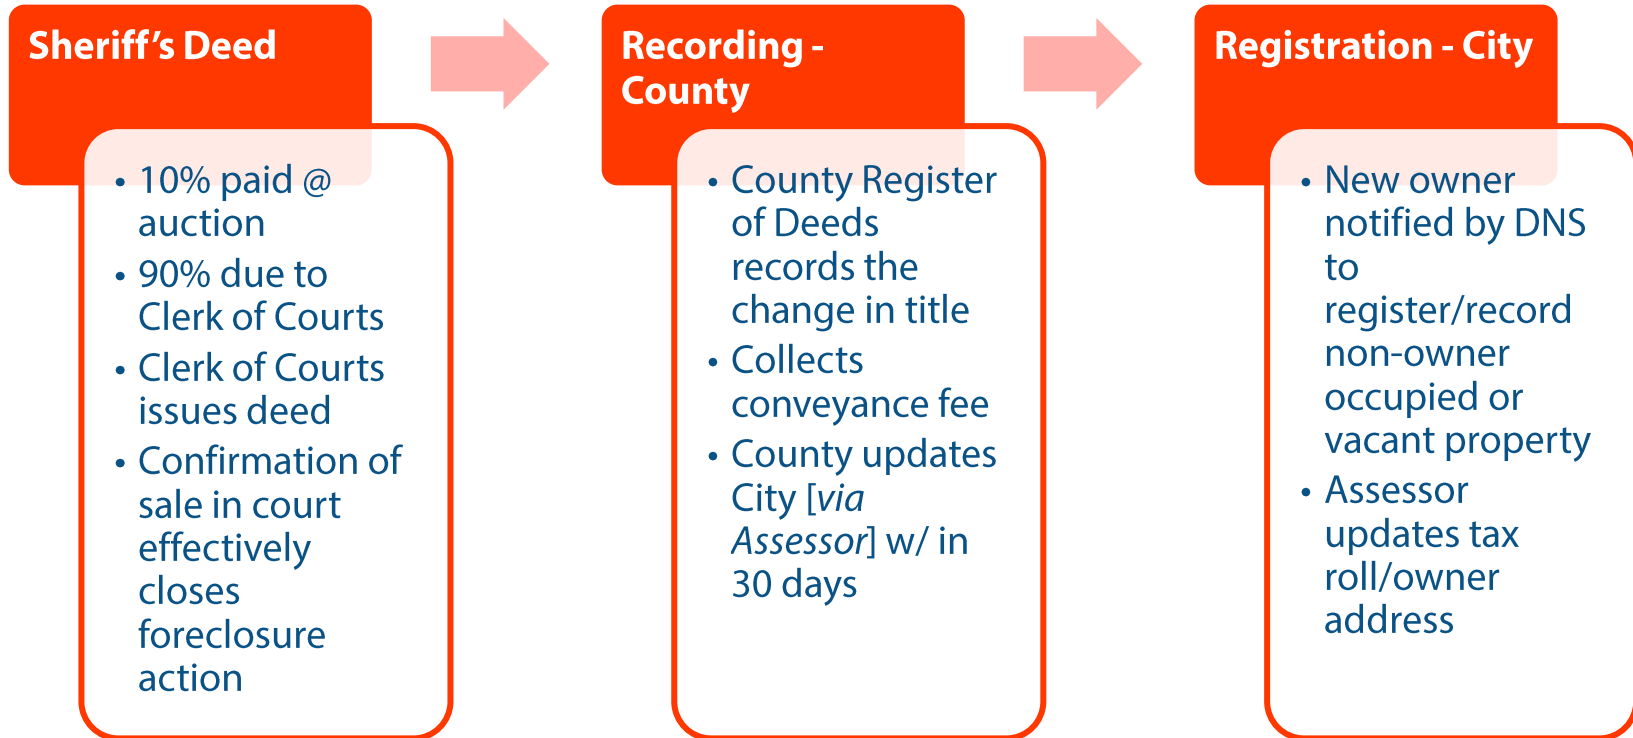 Sheriff’s Deed
• 10% paid @
auction
• 90% due to
Clerk of Courts
• Clerk of Courts
issues deed
• Confirmation of
sale in court
effectively
closes
foreclosure
action
Recording -
County
• County Register
of Deeds
records the
change in title
• Collects
conveyance fee
• County updates
City [via
Assessor] w/ in
30 days
Registration - City
• New owner
notified by DNS
to
register/record
non-owner
occupied or
vacant property
• Assessor
updates tax
roll/owner
address